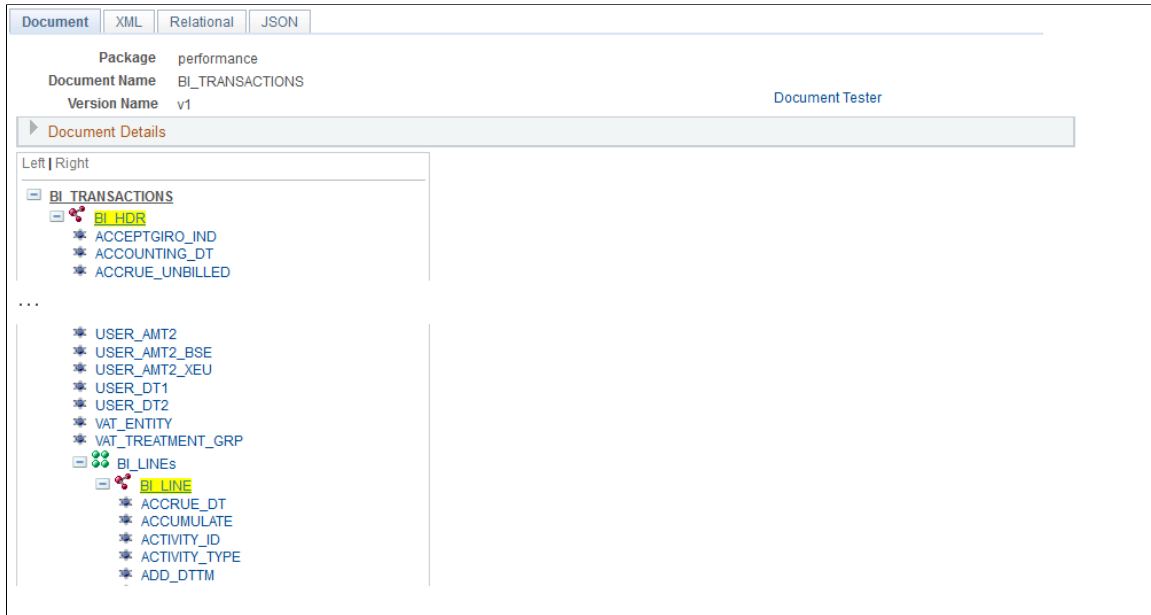 Document XML Relational JSON
Package performance
Document Name BI_TRANSACTIONS
Version Name v1
Document Tester
Document Details
Left | Right
BI_TRANSACTIONS
BI_HDR
ACCEPTGIRO_IND
ACCOUNTING_DT
ACCRUE_UNBILLED
...
USER_AMT2
USER_AMT2_BSE
USER_AMT2_XEU
USER_DT1
USER_DT2
VAT_ENTITY
VAT_TREATMENT_GRP
BI_LINEs
BI_LINE
ACCRUE_DT
ACCUMULATE
ACTIVITY_ID
ACTIVITY_TYPE
ADD_DTTM